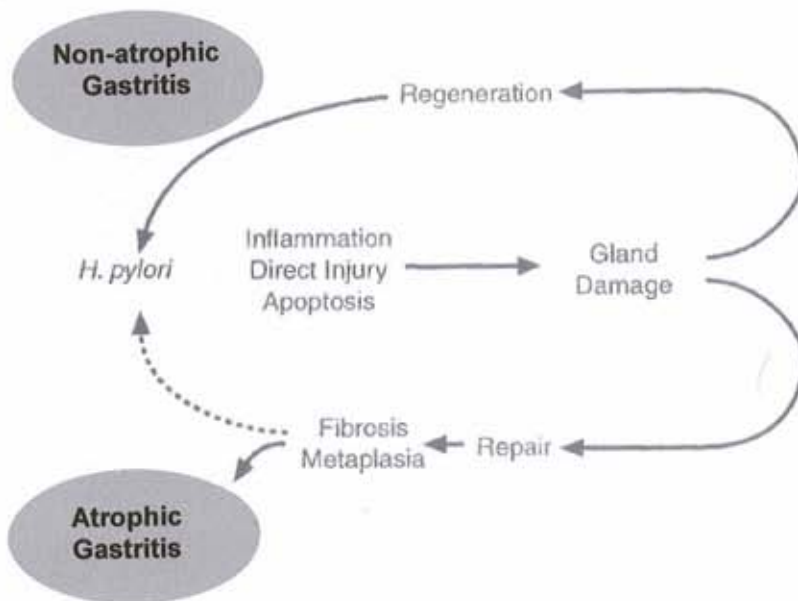 Non-atrophic
Gastritis
Regeneration
H. pylori
Inflammation
Direct Injury
Apoptosis
Gland
Damage
Fibrosis
Metaplasia
Repair
Atrophic
Gastritis